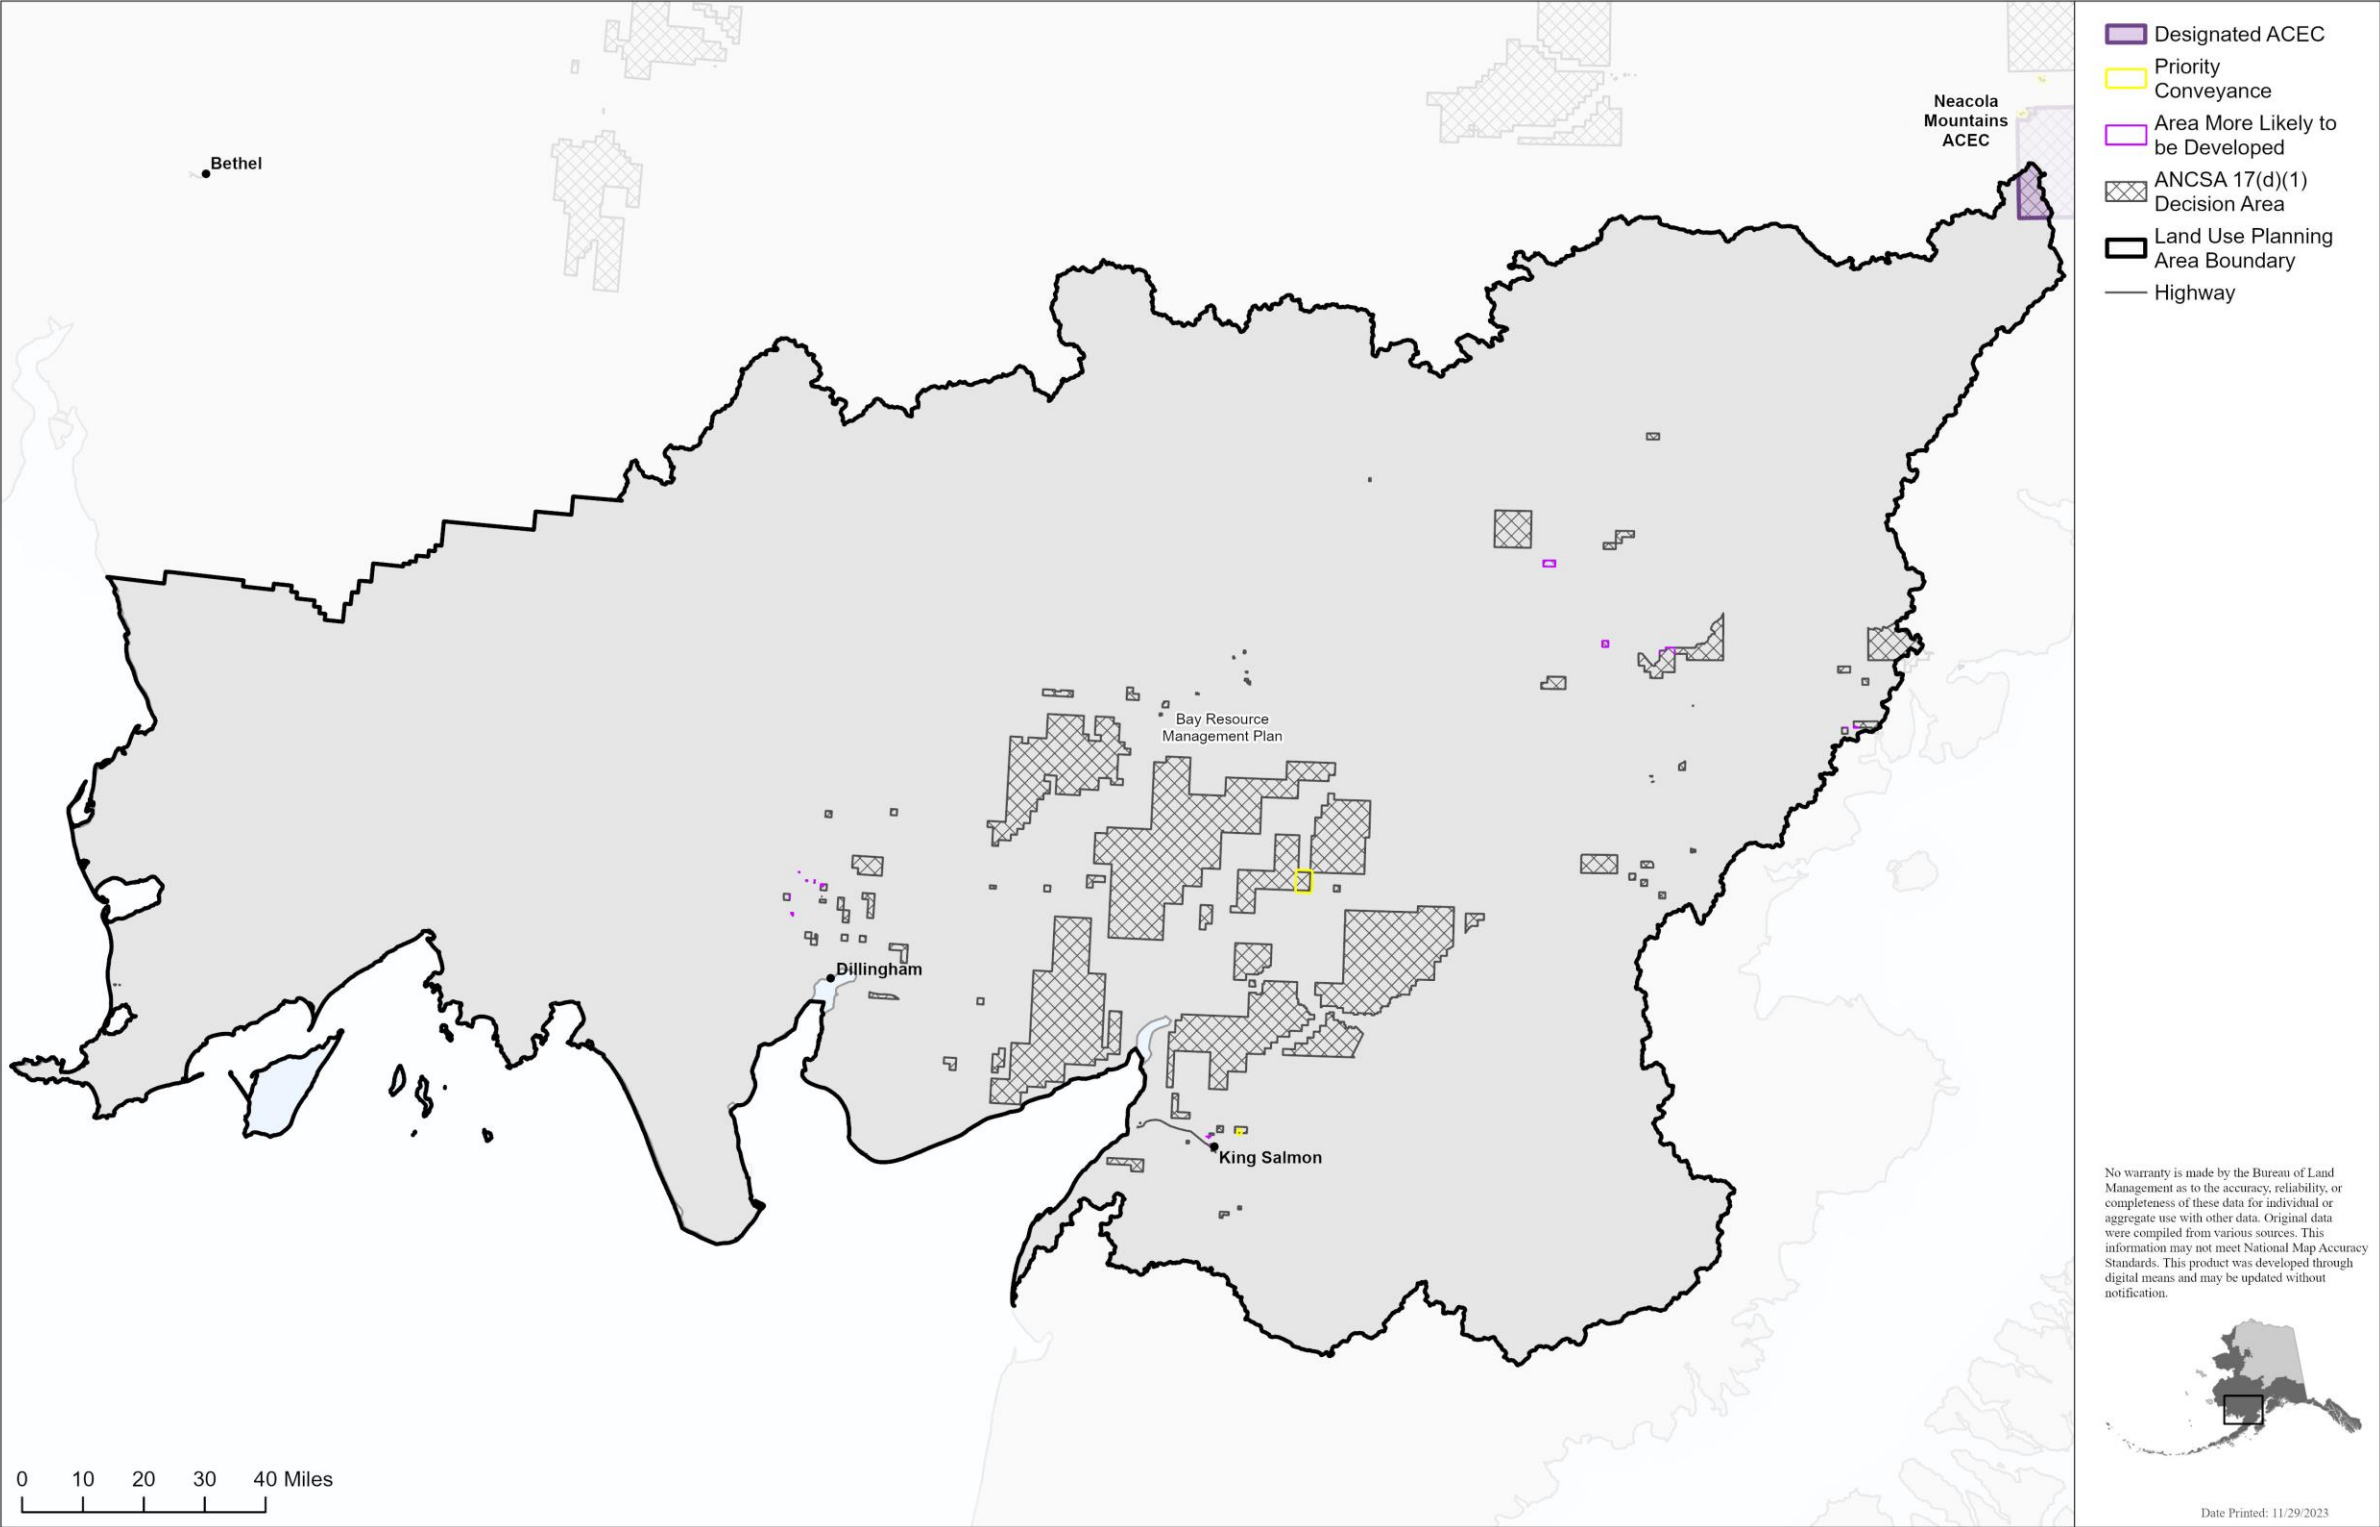 Neacola
Mountains
ACEC
Bethel
Bay Resource
Management Plan
Dillingham
King Salmon
0 10 20 30 40 Miles
Designated ACEC
Priority
Conveyance
Area More Likely to
be Developed
ANCSA 17(d)(1)
Decision Area
Land Use Planning
Area Boundary
Highway
No warranty is made by the Bureau of Land
Management as to the accuracy, reliability, or
completeness of these data for individual or
aggregate use with other data. Original data
were compiled from various sources. This
information may not meet National Map Accuracy
Standards. This product was developed through
digital means and may be updated without
notification.
Date Printed: 11/29/2023